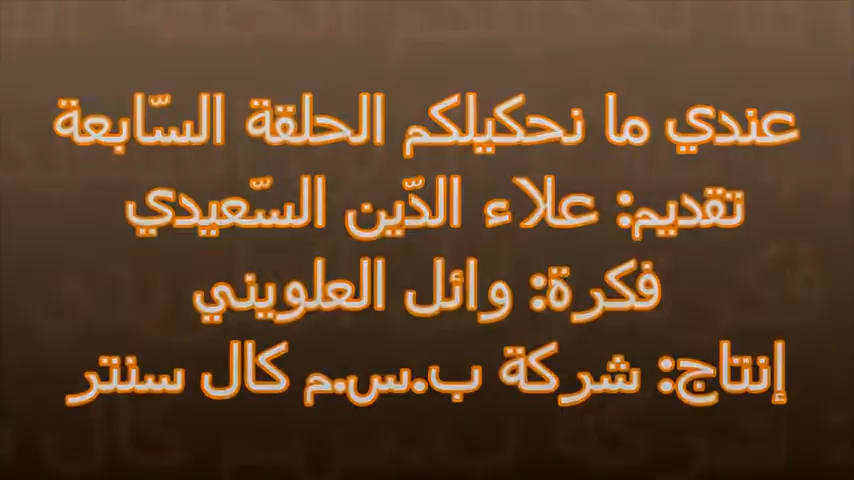 عندي ما نحكيلكم الحلقة السّابعة
تقديم: علاء الدّين السّعيدي
فكرة: وائل العلويني
إنتاج: شركة ب.س.م كال سنتر